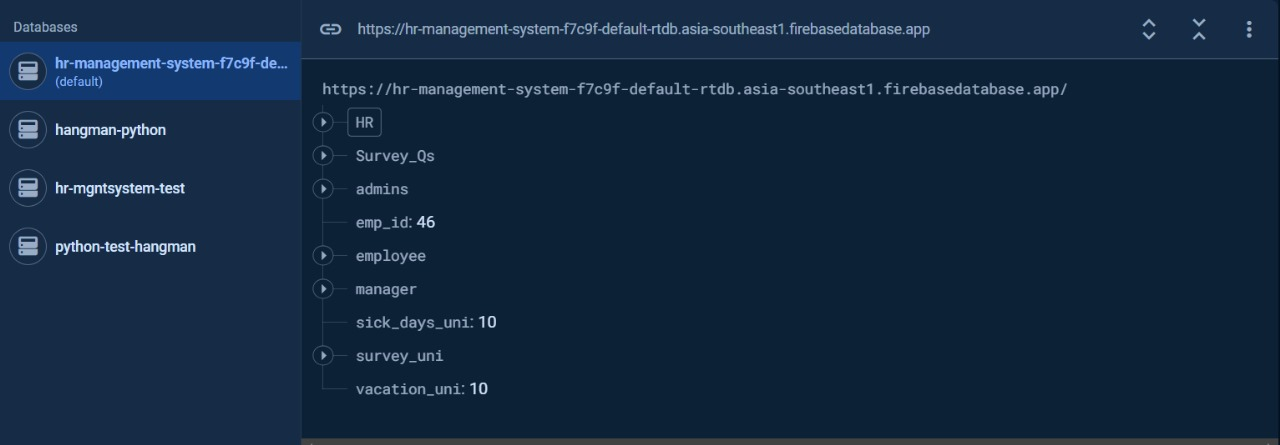 Databases
hr-management-system-f7c9f-de...
(default)
hangman-python
hr-mgntsystem-test
python-test-hangman
https://hr-management-system-f7c9f-default-rtdb.asia-southeast1.firebasedatabase.app
https://hr-management-system-f7c9f-default-rtdb.asia-southeast1.firebasedatabase.app/
HR
Survey_Qs
admins
emp_id: 46
employee
manager
sick_days_uni: 10
survey_uni
vacation_uni: 10